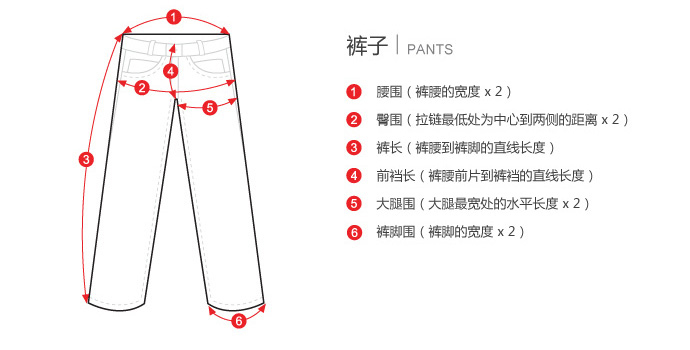 裤子 | PANTS
1 腰围（裤腰的宽度 x 2）
2 臀围（拉链最低处为中心到两侧的距离 x 2）
3 裤长（裤腰到裤脚的直线长度）
4 前裆长（裤腰前片到裤裆的直线长度）
5 大腿围（大腿最宽处的水平长度 x 2）
6 裤脚围（裤脚的宽度 x 2）
1
4
2
5
3
6